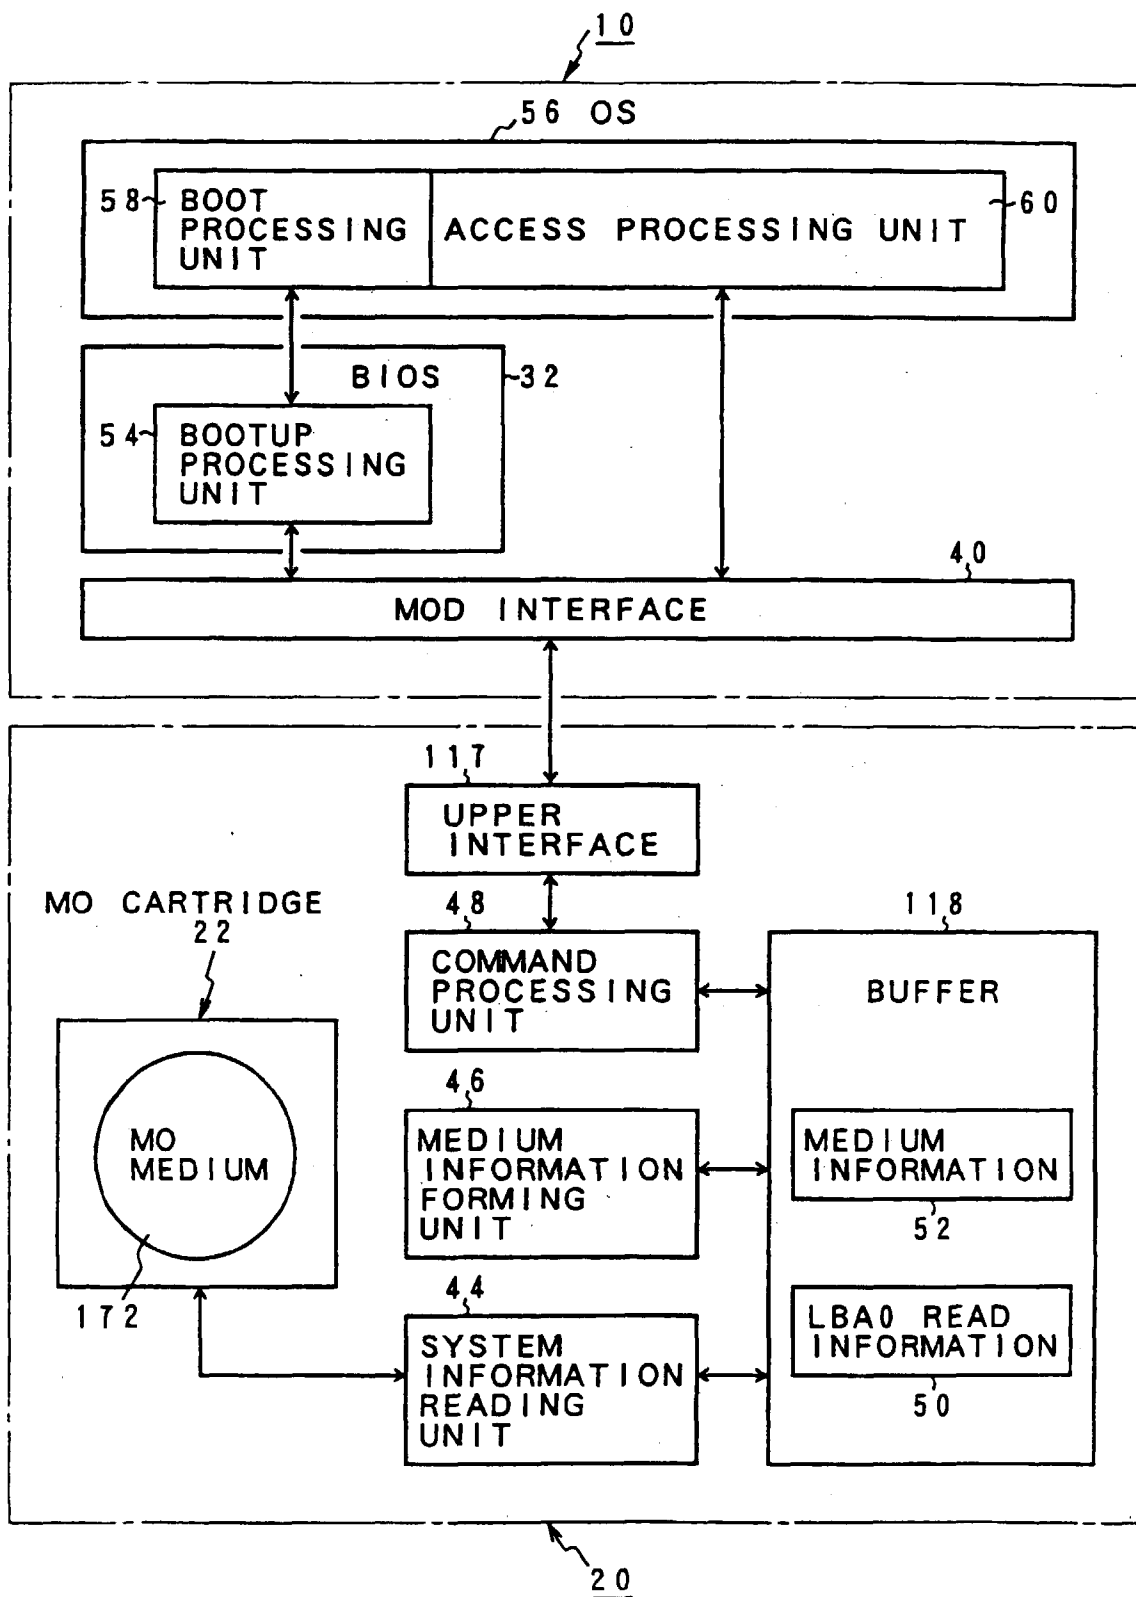 10
56 OS
58
BOOT
PROCESSING
UNIT
ACCESS PROCESSING UNIT
60
BIOS
32
54
BOOTUP
PROCESSING
UNIT
40
MOD INTERFACE
117
UPPER
INTERFACE
MO CARTRIDGE
22
48
COMMAND
PROCESSING
UNIT
118
BUFFER
MO
MEDIUM
172
46
MEDIUM
INFORMATION
FORMING
UNIT
MEDIUM
INFORMATION
52
44
SYSTEM
INFORMATION
READING
UNIT
LBA0 READ
INFORMATION
50
20